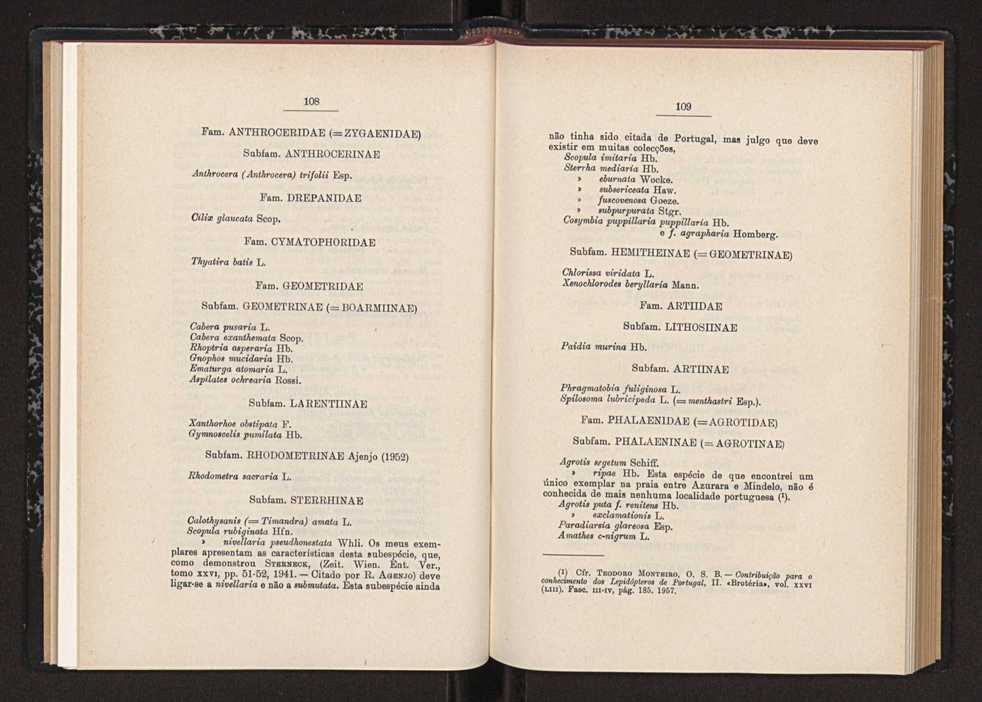 108
Fam. ANTHROCERIDAE (=ZYGAENIDAE)
Subfam. ANTHROCERINAE
Anthrocera (Anthrocera) trifolii Esp.
Fam. DREPANIDAE
Cilix glaucata Scop.
Fam. CYMATOPHORIDAE
Thyatira batis L.
Fam. GEOMETRIDAE
Subfam. GEOMETRINAE (=BOARMIINAE)
Cabera pusaria L.
Cabera exanthemata Scop.
Rhoptria asperaria Hb.
Gnophos mucidaria Hb.
Ematurga atomaria L.
Aspilates ochrearia Rossi.
Subfam. LARENTIINAE
Xanthorhoe obstipata F.
Gymnoscelis pumilata Hb.
Subfam. RHODOMETRINAE Ajenjo (1952)
Rhodometra sacraria L.
Subfam. STERRHINAE
Calothysanis (= Timandra) amata L.
Scopula rubiginata Hfn.
» nivellaria pseudhonestata Whli. Os meus exem-
plares apresentam as características desta subespécie, que,
como demonstrou STERNECK, (Zeit. Wien. Ent. Ver.,
tomo XXVI, pp. 51-52, 1941. — Citado por R. AGENJO) deve
ligar-se a nivellaria e não a submutata. Esta subespécie ainda
109
não tinha sido citada de Portugal, mas julgo que deve
existir em muitas colecções,
Scopula imitaria Hb.
Sterrha mediaria Hb.
» eburnata Wocke.
» subsericeata Haw.
» fuscovenosa Goeze.
» subpurpurata Stgr.
Cosymbia puppillaria puppillaria Hb.
e f. agrapharia Homberg.
Subfam. HEMITHEINAE (=GEOMETRINAE)
Chlorissa viridata L.
Xenochlorodes beryllaria Mann.
Fam. ARTIIDAE
Subfam. LITHOSIINAE
Paidia murina Hb.
Subfam. ARTIINAE
Phragmatobia fuliginosa L.
Spilosoma lubricipeda L. (= menthastri Esp.).
Fam. PHALAENIDAE (=AGROTIDAE)
Subfam. PHALAENINAE (= AGROTINAE)
Agrotis segetum Schiff.
» ripae Hb. Esta espécie de que encontrei um
único exemplar na praia entre Azurara e Mindelo, não é
conhecida de mais nenhuma localidade portuguesa (¹).
Agrotis puta f. renitens Hb.
» exclamationis L.
Paradiarsia glareosa Esp.
Amathes c-nigrum L.
(¹) Cfr. TEODORO MONTEIRO, O. S. B. — Contribuição para o
conhecimento dos Lepidópteros de Portugal, II. «Brotéria», vol. XXVI
(LIII). Fasc. III-IV, pág. 185. 1957.